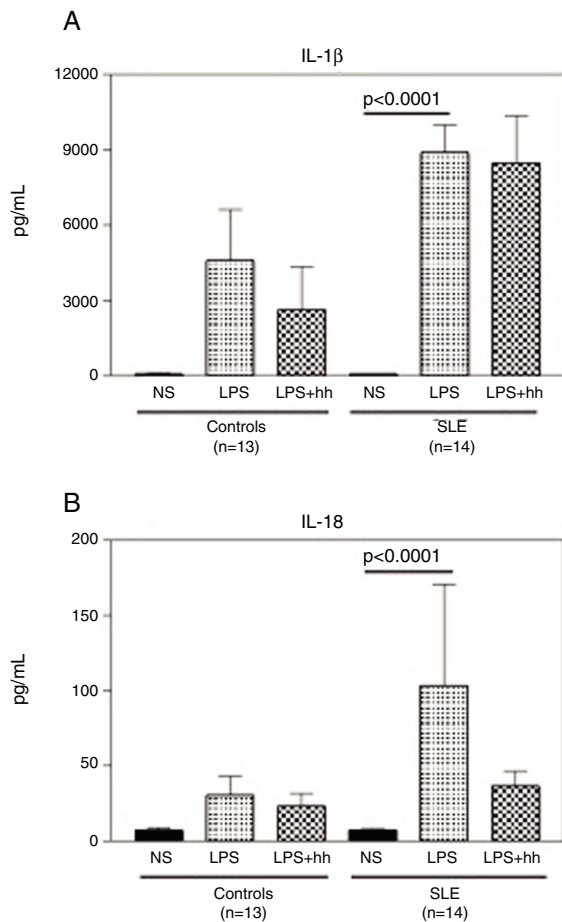 A
IL-1β
12000
p<0.0001
9000
pg/mL
6000
3000
0
NS LPS LPS+hh NS LPS LPS+hh
Controls SLE
(n=13) (n=14)
B
IL-18
200
p<0.0001
150
pg/mL
100
50
0
NS LPS LPS+hh NS LPS LPS+hh
Controls SLE
(n=13) (n=14)